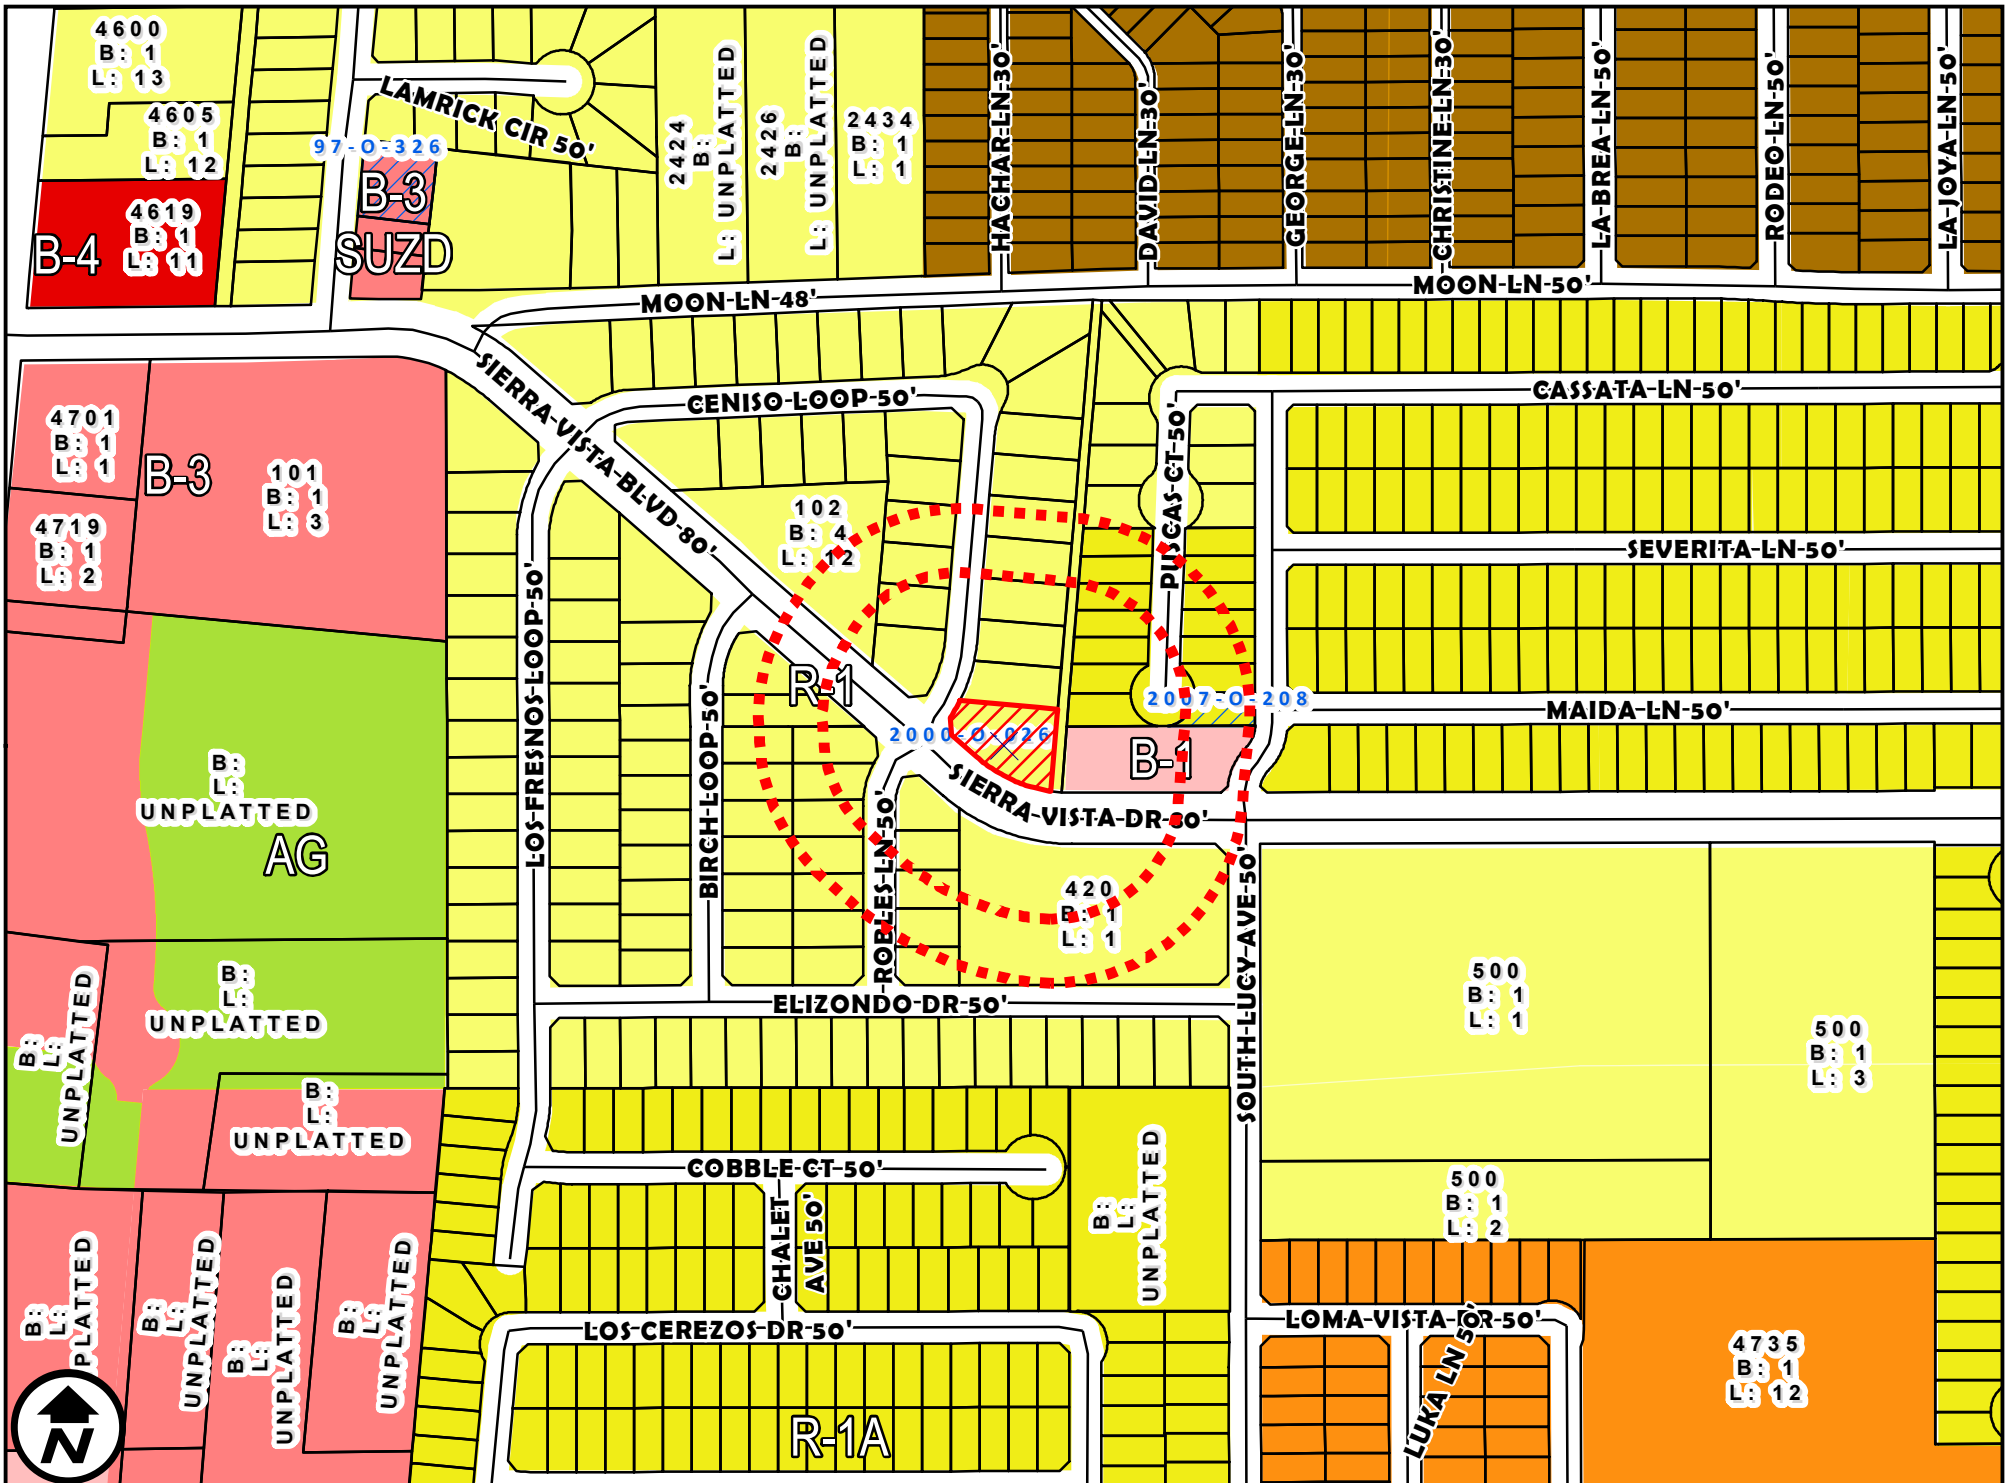 4600
B: 1
L: 13
4605
B: 1
L: 12
4619
B: 1
L: 11
B-4
LAMRICK CIR 50'
97-O-326
B-3
SUZD
2424
B:
L: UNPLATTED
2426
B:
L: UNPLATTED
2434
B: 1
L: 1
HACHAR-LN-30'
DAVID-LN-30'
GEORGE-LN-30'
CHRISTINE-LN-30'
LA-BREA-LN-50'
RODEO-LN-50'
LA-JOYA-LN-50'
MOON-LN-48'
MOON-LN-50'
SIERRA-VISTA-BLVD-80'
CENISO-LOOP-50'
CASSATA-LN-50'
PUSCAS-CT-50'
4701
B: 1
L: 1
B-3
101
B: 1
L: 3
4719
B: 1
L: 2
102
B: 4
L: 12
SEVERITA-LN-50'
LOS-FRESNOS-LOOP-50'
BIRCH-LOOP-50'
R-1
2007-O-208
2000-O-026
MAIDA-LN-50'
B-1
SIERRA-VISTA-DR-80'
B:
L:
UNPLATTED
AG
ROBLES-LN-50'
420
B: 1
L: 1
SOUTH-LUCY-AVE-50'
B:
L:
UNPLATTED
B:
L:
UNPLATTED
ELIZONDO-DR-50'
500
B: 1
L: 1
500
B: 1
L: 3
B:
L:
UNPLATTED
COBBLE-CT-50'
CHALET
AVE 50'
B:
L:
UNPLATTED
500
B: 1
L: 2
B:
L:
PLATTED
B:
L:
UNPLATTED
B:
L:
UNPLATTED
B:
L:
UNPLATTED
LOS-CEREZOS-DR-50'
LOMA-VISTA-DR-50'
LUKA LN 50'
4735
B: 1
L: 12
R-1A
N